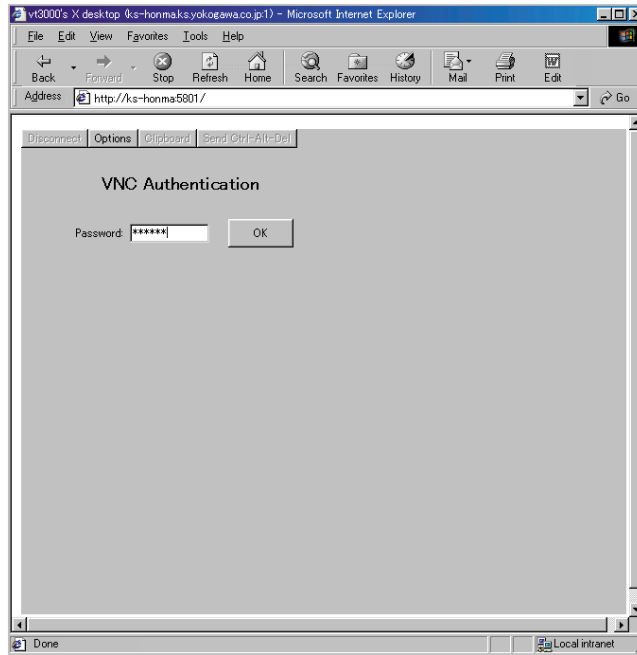 vt3000's X desktop (ks-honma.ks.yokogawa.co.jp:1) - Microsoft Internet Explorer
File Edit View Favorites Tools Help
Back Forward Stop Refresh Home Search Favorites History Mail Print Edit
Address http://ks-honma:5801/ Go
Disconnect Options Clipboard Send Ctrl-Alt-Del
VNC Authentication
Password: ****** OK
Done Local intranet